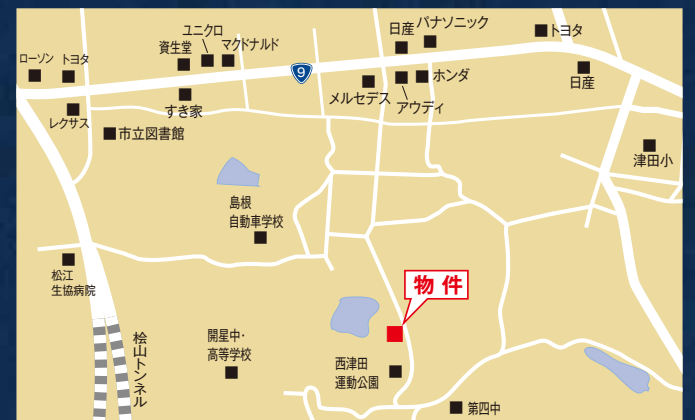 ユニクロ
資生堂
マクドナルド
日産
パナソニック
トヨタ
ローソン
トヨタ
9
ホンダ
日産
メルセデス
アウディ
すき家
レクサス
市立図書館
津田小
島根
自動車学校
松江
生協病院
物件
桧山トンネル
開星中・
高等学校
西津田
運動公園
第四中